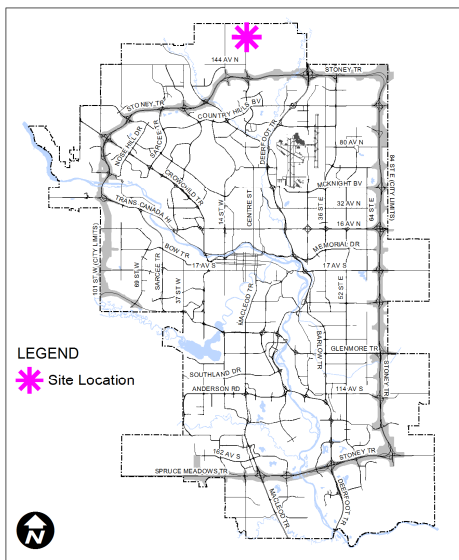 144 AV N
STONEY TR
STONEY TR
COUNTRY HILLS BV
NOSE HILL DR
SARCEE TR
DEERFOOT TR
80 AV N
CROWCHILD TR
MCKNIGHT BV
84 ST E (CITY LIMITS)
TRANS CANADA HI
14 ST W
CENTRE ST
36 ST E
32 AV N
64 ST E
16 AV N
BOW TR
MEMORIAL DR
17 AV S
17 AV S
101 ST W (CITY LIMITS)
69 ST W
SARCEE TR
37 ST W
MACLEOD TR
52 ST E
BARLOW TR
GLENMORE TR
LEGEND
Site Location
SOUTHLAND DR
ANDERSON RD
114 AV S
STONEY TR
162 AV S
STONEY TR
SPRUCE MEADOWS TR
MACLEOD TR
DEERFOOT TR
N